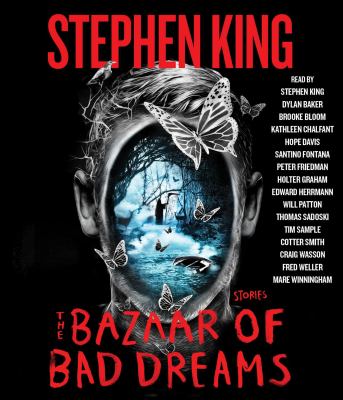 STEPHEN KING
READ BY
STEPHEN KING
DYLAN BAKER
BROOKE BLOOM
KATHLEEN CHALFANT
HOPE DAVIS
SANTINO FONTANA
PETER FRIEDMAN
HOLTER GRAHAM
EDWARD HERRMANN
WILL PATTON
THOMAS SADOSKI
TIM SAMPLE
COTTER SMITH
CRAIG WASSON
FRED WELLER
MARE WINNINGHAM
STORIES
THE
BAZAAR OF
BAD DREAMS